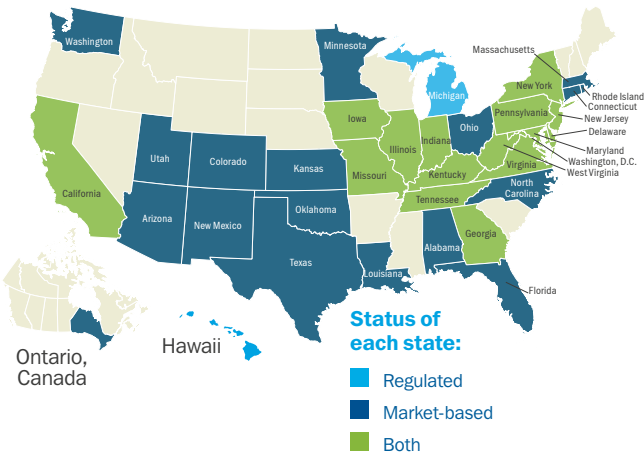 Washington
Minnesota
Massachusetts
Michigan
New York
Rhode Island
Connecticut
Iowa
Pennsylvania
New Jersey
Ohio
Delaware
Illinois
Indiana
Maryland
Utah
Colorado
Washington, D.C.
Kansas
Missouri
Kentucky
Virginia
West Virginia
California
North
Carolina
Tennessee
Oklahoma
Arizona
New Mexico
Georgia
Alabama
Texas
Louisiana
Florida
Ontario,
Canada
Hawaii
Status of
each state:
Regulated
Market-based
Both